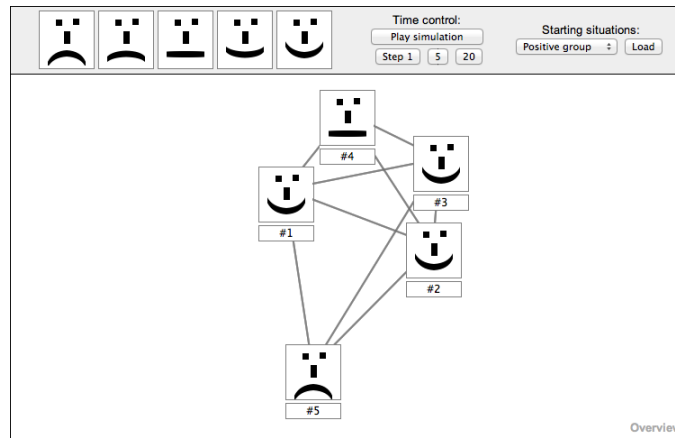 Time control:
Play simulation
Step 1 5 20
Starting situations:
Positive group Load
#4
#3
#1
#2
#5